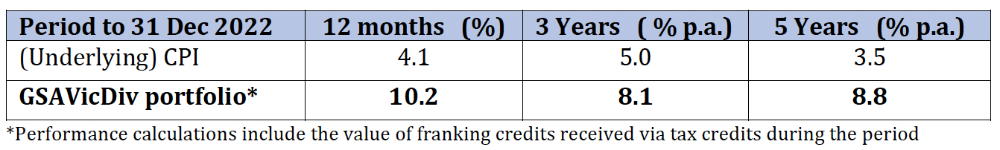 Period to 31 Dec 2022 12 months (%) 3 Years ( % p.a.) 5 Years (% p.a.)
(Underlying) CPI 4.1 5.0 3.5
GSAVicDiv portfolio* 10.2 8.1 8.8
*Performance calculations include the value of franking credits received via tax credits during the period